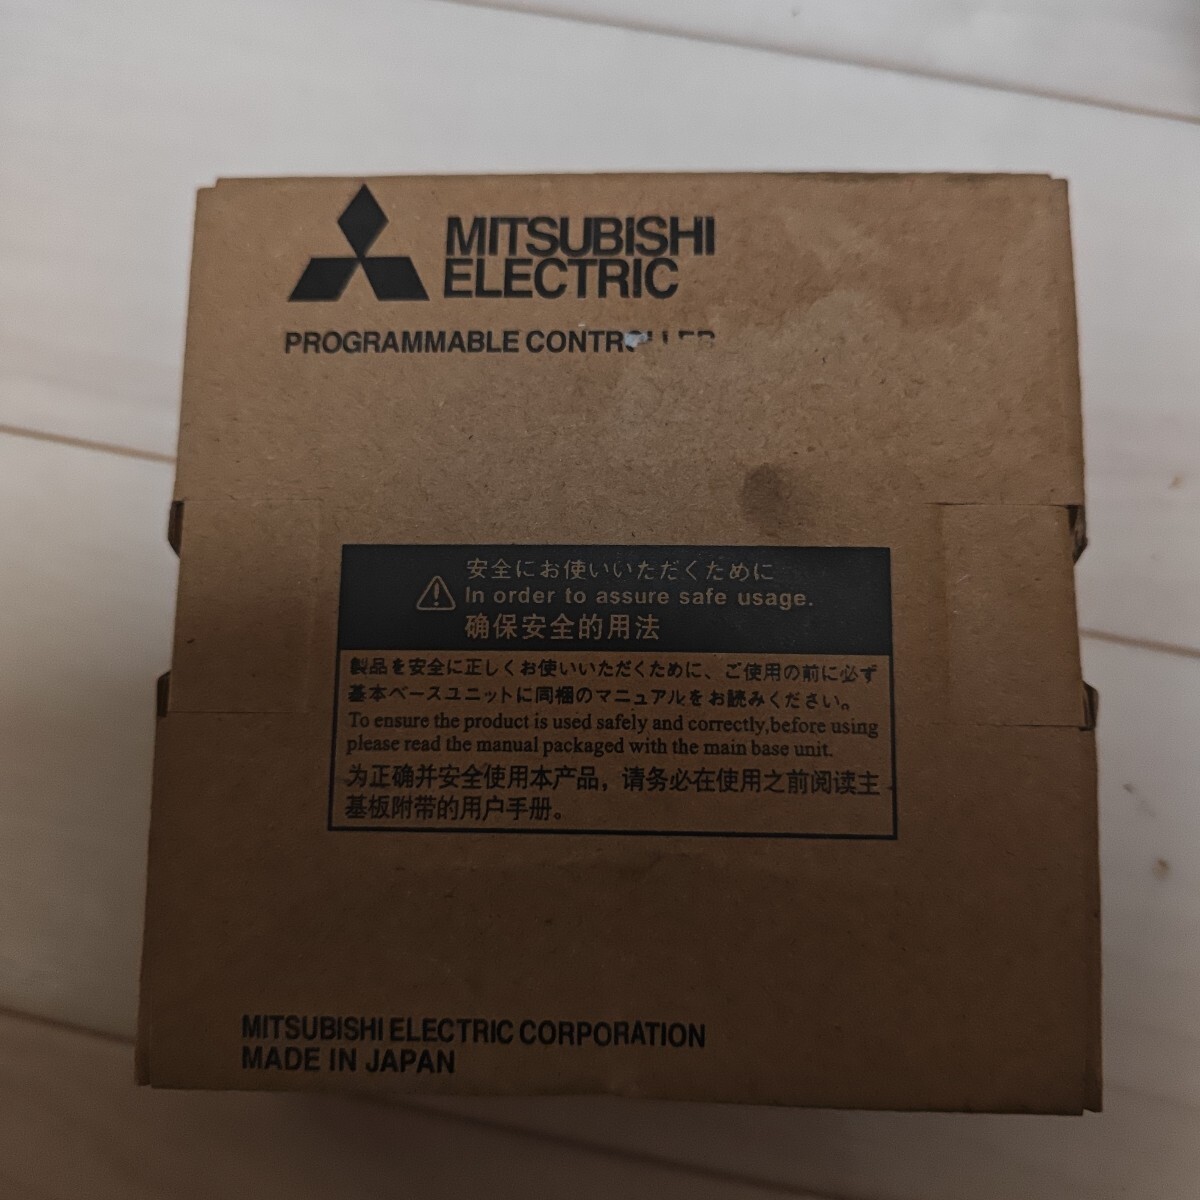 MITSUBISHI
ELECTRIC
PROGRAMMABLE CONTROLLER
安全にお使いいただくために
In order to assure safe usage.
确保安全的用法
製品を安全に正しくお使いいただくために、ご使用の前に必ず
基本ベースユニットに同梱のマニュアルをお読みください。
To ensure the product is used safely and correctly,before using
please read the manual packaged with the main base unit.
为正确并安全使用本产品，请务必在使用之前阅读主
基板附带的用户手册。
MITSUBISHI ELECTRIC CORPORATION
MADE IN JAPAN